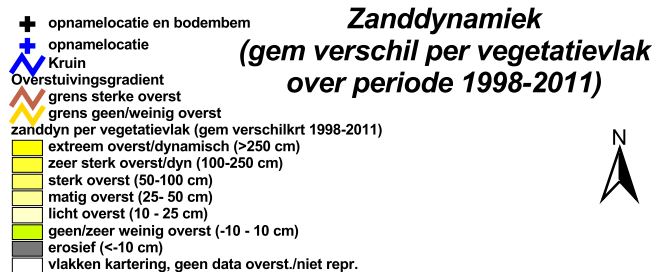 Zanddynamiek
(gem verschil per vegetatievlak
over periode 1998-2011)
opnamelocatie en bodembem
opnamelocatie
Kruin
Overstuivingsgradient
grens sterke overst
grens geen/weinig overst
zanddyn per vegetatievlak (gem verschilkrt 1998-2011)
extreem overst/dynamisch (>250 cm)
zeer sterk overst/dyn (100-250 cm)
sterk overst (50-100 cm)
matig overst (25- 50 cm)
licht overst (10 - 25 cm)
geen/zeer weinig overst (-10 - 10 cm)
erosief (<-10 cm)
vlakken kartering, geen data overst./niet repr.
N